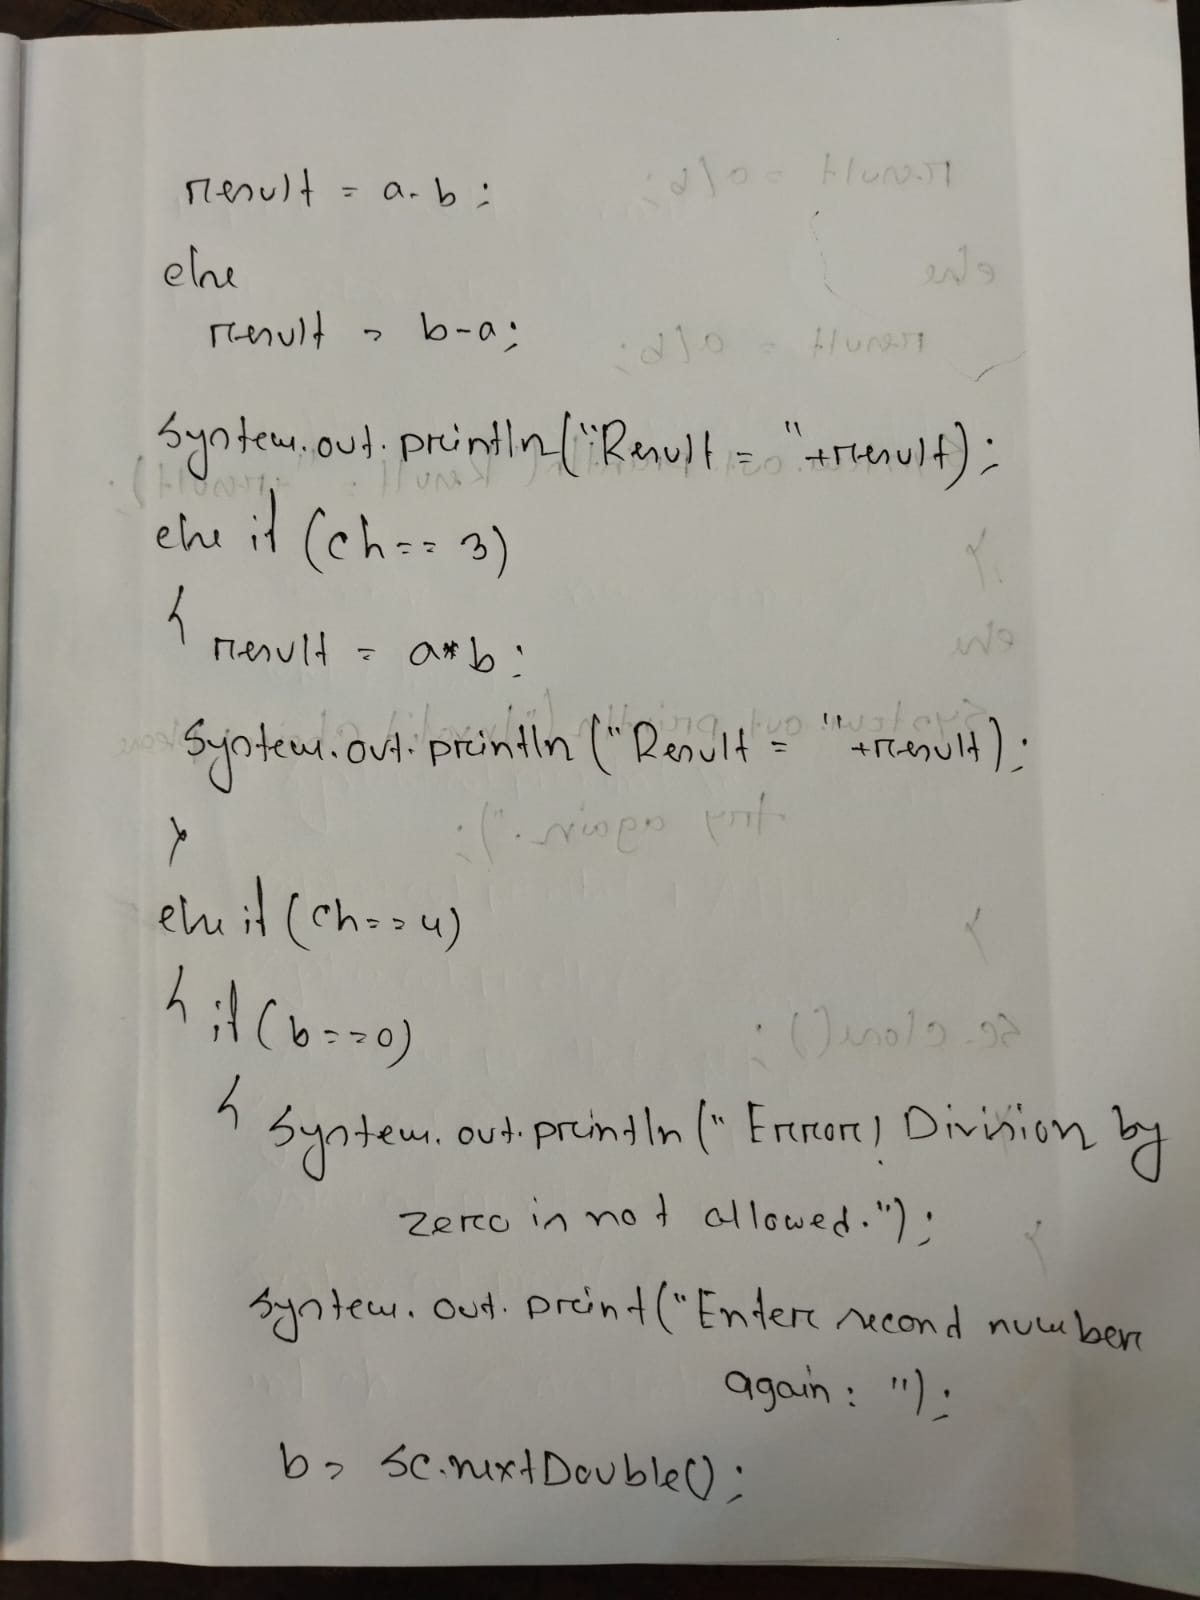 result = a-b;
else
result = b-a;
System.out.println("Result = "+result);
else if (ch==3)
{ result = a*b;
System.out.println("Result = "+result);
}
else if (ch==4)
{ if (b==0)
{ System.out.println("Error! Division by
zero is not allowed.");
System.out.print("Enter second number
again: ");
b = sc.nextDouble();